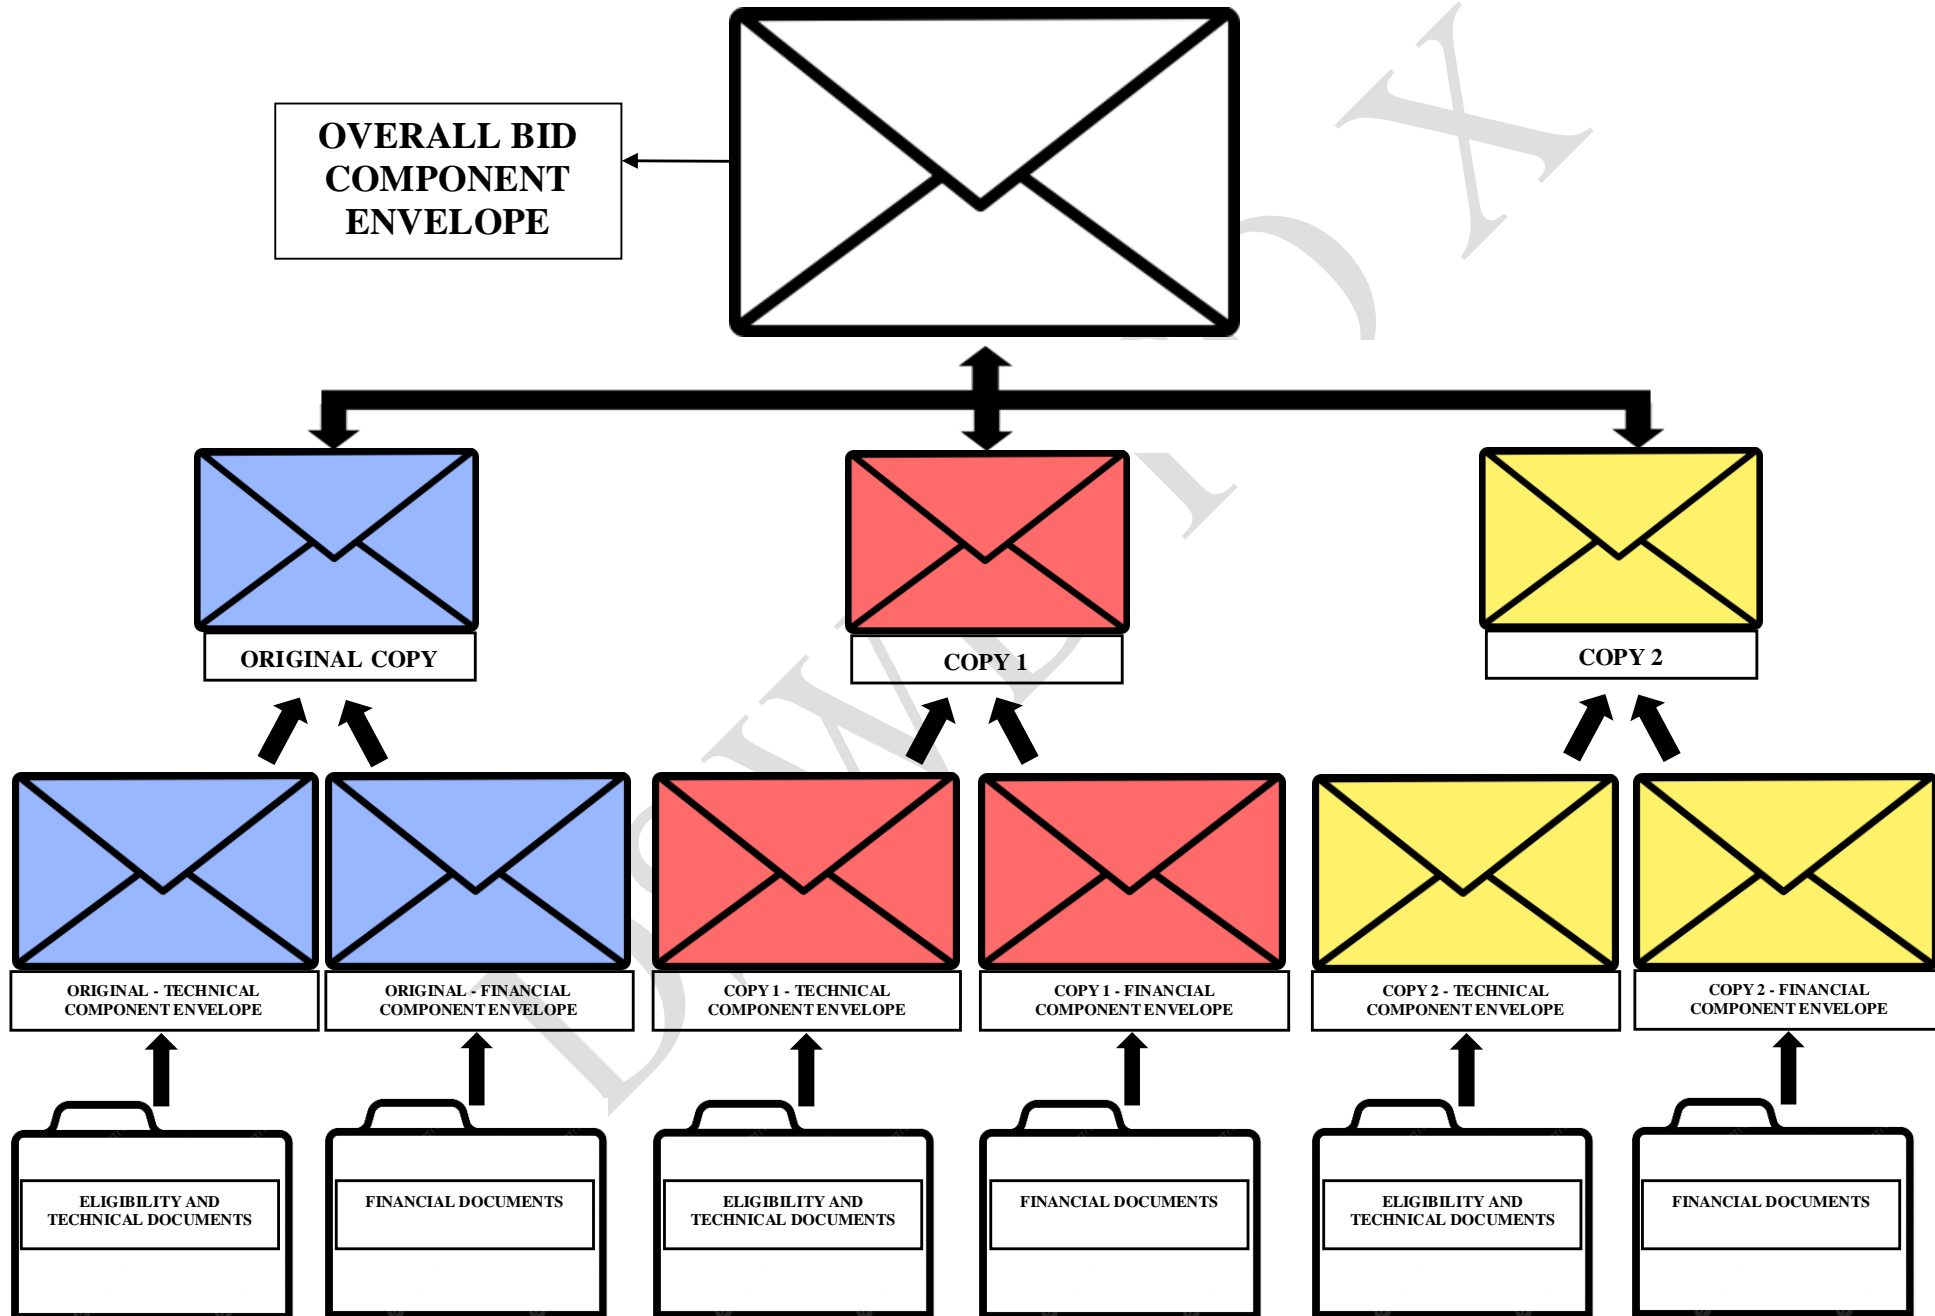 OVERALL BID
COMPONENT
ENVELOPE
ORIGINAL COPY
COPY 1
COPY 2
ORIGINAL - TECHNICAL
COMPONENT ENVELOPE
ORIGINAL - FINANCIAL
COMPONENT ENVELOPE
COPY 1 - TECHNICAL
COMPONENT ENVELOPE
COPY 1 - FINANCIAL
COMPONENT ENVELOPE
COPY 2 - TECHNICAL
COMPONENT ENVELOPE
COPY 2 - FINANCIAL
COMPONENT ENVELOPE
ELIGIBILITY AND
TECHNICAL DOCUMENTS
FINANCIAL DOCUMENTS
ELIGIBILITY AND
TECHNICAL DOCUMENTS
FINANCIAL DOCUMENTS
ELIGIBILITY AND
TECHNICAL DOCUMENTS
FINANCIAL DOCUMENTS